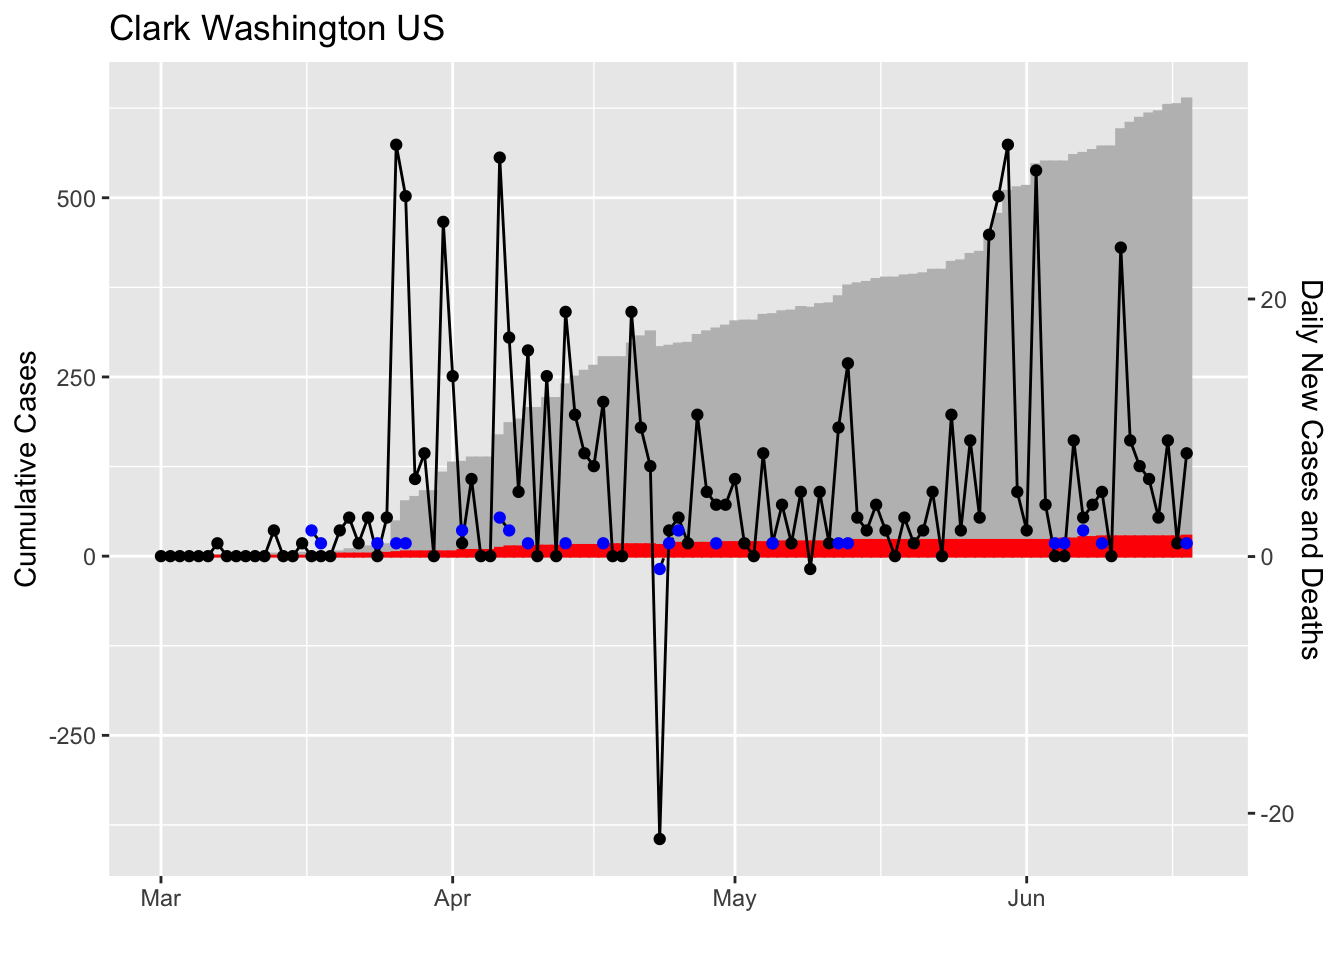 Clark Washington US
Cumulative Cases
500
250
0
-250
20
0
-20
Daily New Cases and Deaths
Mar
Apr
May
Jun